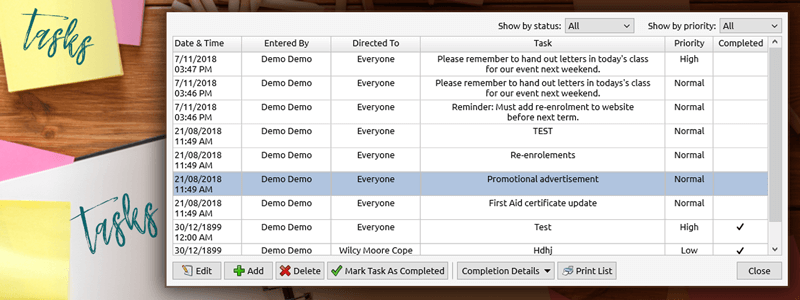 tasks
tasks
Show by status: All Show by priority: All
Date & Time Entered By Directed To Task Priority Completed
7/11/2018 Demo Demo Everyone Please remember to hand out letters in today's class High
03:47 PM for our event next weekend.
7/11/2018 Demo Demo Everyone Please remember to hand out letters in todays's class Normal
03:46 PM for our event next weekend.
7/11/2018 Demo Demo Everyone Reminder: Must add re-enrolment to website Normal
03:46 PM before next term.
21/08/2018 Demo Demo Everyone TEST Normal
11:49 AM
21/08/2018 Demo Demo Everyone Re-enrolements Normal
11:49 AM
21/08/2018 Demo Demo Everyone Promotional advertisement Normal
11:49 AM
21/08/2018 Demo Demo Everyone First Aid certificate update Normal
11:49 AM
30/12/1899 Demo Demo Everyone Test High ✓
12:00 AM
30/12/1899 Demo Demo Wilcy Moore Cope Hdhj Low ✓
Edit Add Delete Mark Task As Completed Completion Details Print List Close